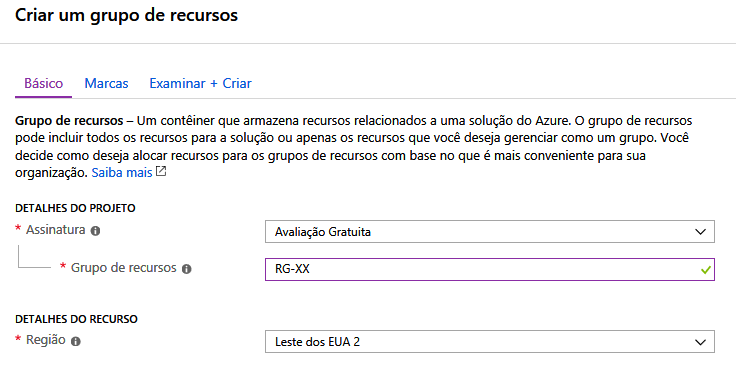 Criar um grupo de recursos
Básico Marcas Examinar + Criar
Grupo de recursos – Um contêiner que armazena recursos relacionados a uma solução do Azure. O grupo de recursos
pode incluir todos os recursos para a solução ou apenas os recursos que você deseja gerenciar como um grupo. Você
decide como deseja alocar recursos para os grupos de recursos com base no que é mais conveniente para sua
organização. Saiba mais
DETALHES DO PROJETO
* Assinatura Avaliação Gratuita
* Grupo de recursos RG-XX
DETALHES DO RECURSO
* Região Leste dos EUA 2